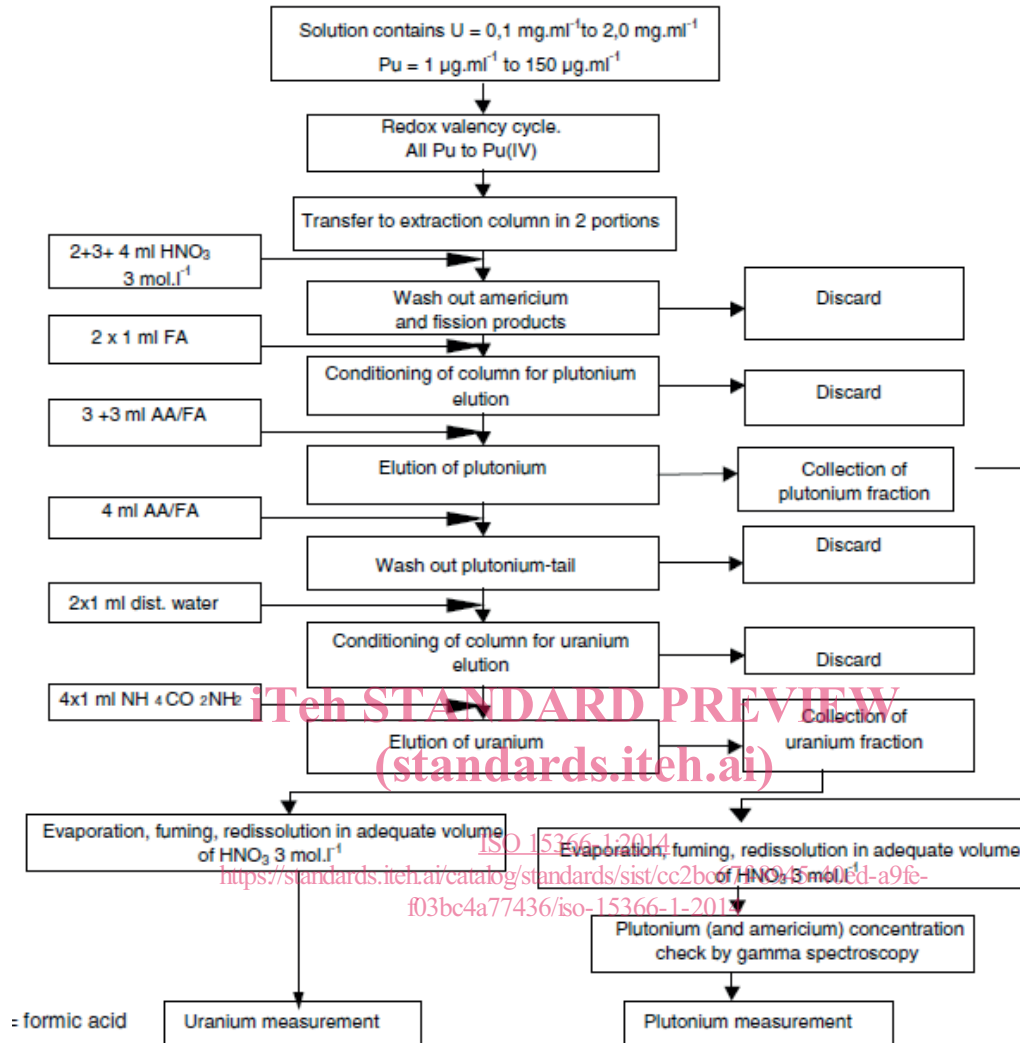 Solution contains U = 0,1 mg.ml⁻¹to 2,0 mg.ml⁻¹
Pu = 1 µg.ml⁻¹ to 150 µg.ml⁻¹
Redox valency cycle.
All Pu to Pu(IV)
Transfer to extraction column in 2 portions
2+3+ 4 ml HNO₃
3 mol.l⁻¹
Wash out americium
and fission products
Discard
2 x 1 ml FA
Conditioning of column for plutonium
elution
Discard
3 +3 ml AA/FA
Elution of plutonium
Collection of
plutonium fraction
4 ml AA/FA
Wash out plutonium-tail
Discard
2x1 ml dist. water
Conditioning of column for uranium
elution
Discard
4x1 ml NH ₄ CO ₂NH₂
iTeh STANDARD PREVIEW
Elution of uranium
Collection of
uranium fraction
(standards.iteh.ai)
Evaporation, fuming, redissolution in adequate volume
of HNO₃ 3 mol.l⁻¹
ISO 15366-1:2014
Evaporation, fuming, redissolution in adequate volume
of HNO₃ 3 mol.l⁻¹
https://standards.iteh.ai/catalog/standards/sist/
f03bc4a77436/iso-15366-1-2014
Plutonium (and americium) concentration
check by gamma spectroscopy
= formic acid
Uranium measurement
Plutonium measurement